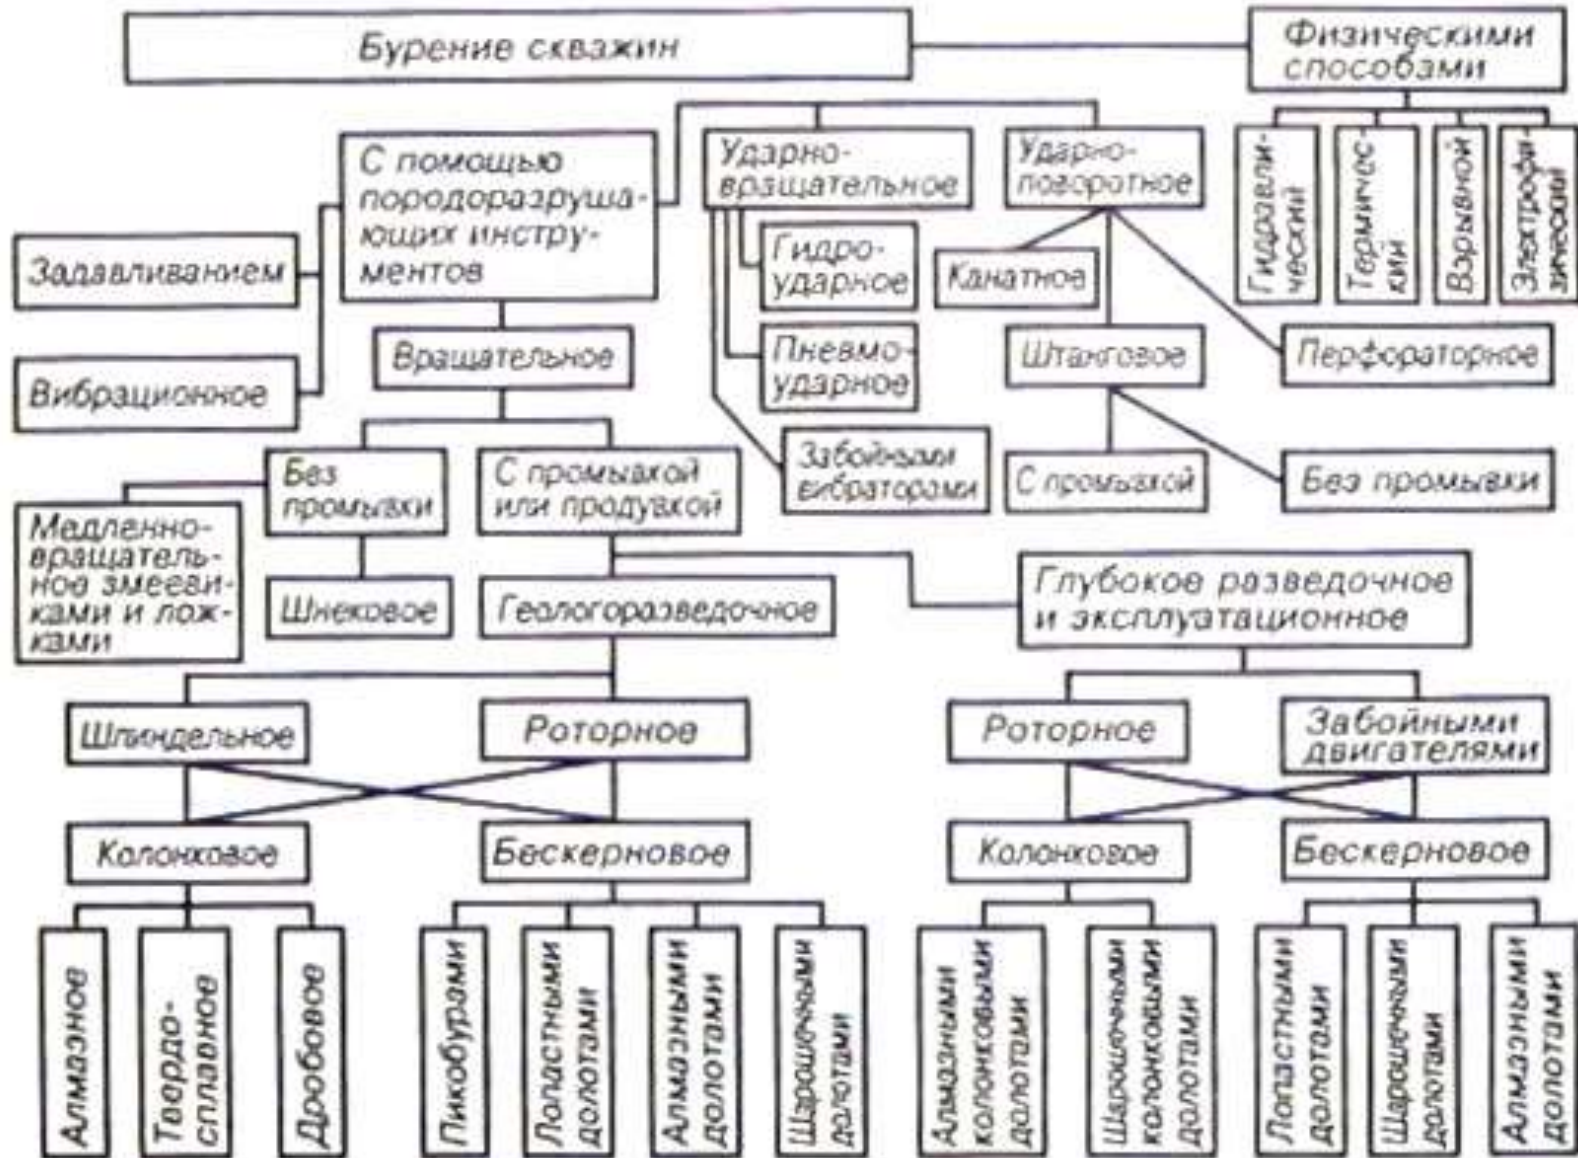 Бурение скважин
Физическими
способами
С помощью
породоразруша-
ющих инстру-
ментов
Ударно-
вращательное
Ударно-
поворотное
Гидравли-
ческий
Термичес-
кий
Взрывной
Электрофи-
зический
Задавливанием
Гидро-
ударное
Канатное
Вибрационное
Вращательное
Пневмо-
ударное
Штанговое
Перфораторное
Без
промывки
С промывкой
или продувкой
Забойными
вибраторами
С промывкой
Без промывки
Медленно-
вращатель-
ное змееви-
ками и лож-
ками
Шнековое
Геологоразведочное
Глубокое разведочное
и эксплуатационное
Шпиндельное
Роторное
Роторное
Забойными
двигателями
Колонковое
Бескерновое
Колонковое
Бескерновое
Алмазное
Твердо-
сплавное
Дробовое
Пикобурами
Лопастными
долотами
Алмазными
долотами
Шарошечными
долотами
Алмазными
колонковыми
долотами
Шарошечными
колонковыми
долотами
Лопастными
долотами
Шарошечными
долотами
Алмазными
долотами